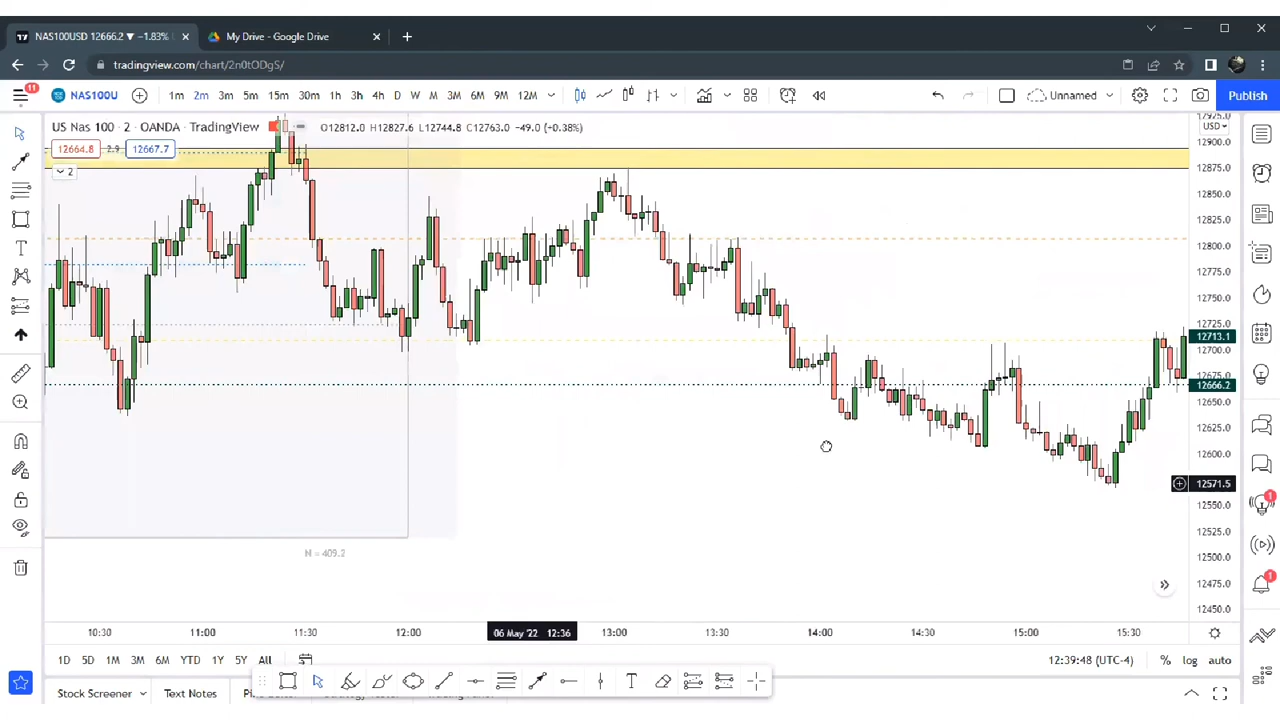 NAS100USD 12666.2 ▼ −1.83%
My Drive - Google Drive
tradingview.com/chart/2n0tODgS/
11
NAS100U
1m 2m 3m 5m 15m 30m 1h 3h 4h D W M 3M 6M 9M 12M
Unnamed
Publish
US Nas 100 · 2 · OANDA · TradingView
O12812.0 H12827.6 L12744.8 C12763.0 −49.0 (−0.38%)
12664.8 2.9 12667.7
2
USD
12925.0
12900.0
12875.0
12850.0
12825.0
12800.0
12775.0
12750.0
12725.0
12713.1
12700.0
12675.0
12666.2
12650.0
12625.0
12600.0
12571.5
12550.0
12525.0
12500.0
12475.0
12450.0
N = 409.2
10:30 11:00 11:30 12:00 06 May '22 12:36 13:00 13:30 14:00 14:30 15:00 15:30
1D 5D 1M 3M 6M YTD 1Y 5Y All
12:39:48 (UTC-4) % log auto
Stock Screener Text Notes
1
1